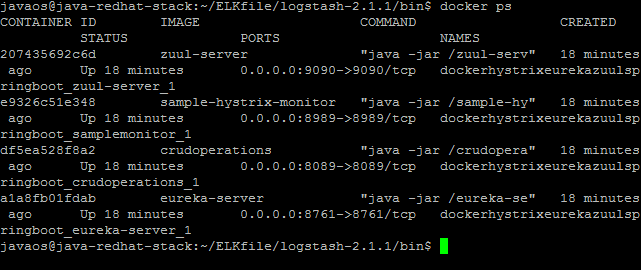 javaos@java-redhat-stack:~/ELKfile/logstash-2.1.1/bin$ docker ps
CONTAINER ID        IMAGE                    COMMAND                  CREATED
          STATUS              PORTS                    NAMES
207435692c6d        zuul-server              "java -jar /zuul-serv"   18 minutes
 ago      Up 18 minutes       0.0.0.0:9090->9090/tcp   dockerhystrixeurekazuulsp
ringboot_zuul-server_1
e9326c51e348        sample-hystrix-monitor   "java -jar /sample-hy"   18 minutes
 ago      Up 18 minutes       0.0.0.0:8989->8989/tcp   dockerhystrixeurekazuulsp
ringboot_samplemonitor_1
df5ea528f8a2        crudoperations           "java -jar /crudopera"   18 minutes
 ago      Up 18 minutes       0.0.0.0:8089->8089/tcp   dockerhystrixeurekazuulsp
ringboot_crudoperations_1
a1a8fb01fdab        eureka-server            "java -jar /eureka-se"   18 minutes
 ago      Up 18 minutes       0.0.0.0:8761->8761/tcp   dockerhystrixeurekazuulsp
ringboot_eureka-server_1
javaos@java-redhat-stack:~/ELKfile/logstash-2.1.1/bin$